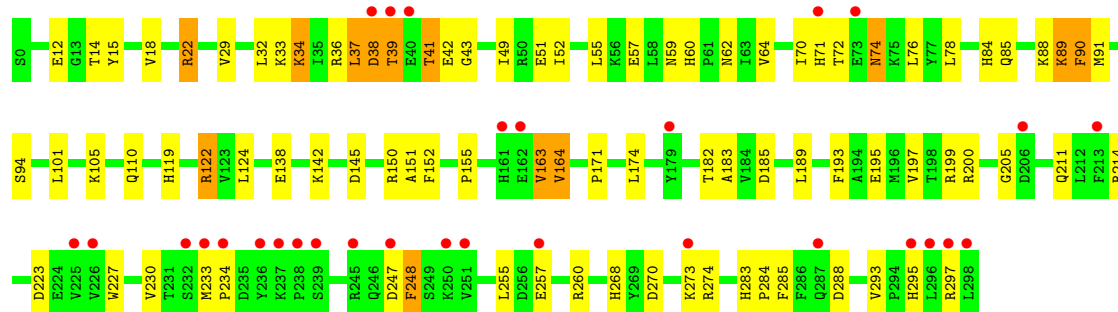 S0 E12 G13 T14 Y15 V18 R22 V29 L32 K33 K34 I35 R36 L37 D38 T39 E40 T41 E42 G43 I49 R50 E51 I52 L55 K56 E57 L58 N59 H60 P61 N62 I63 V64 I70 H71 T72 E73 N74 K75 L76 Y77 L78 H84 Q85 K88 K89 F90 M91
S94 L101 K105 Q110 H119 R122 V123 L124 E138 K142 D145 R150 A151 F152 P155 H161 E162 V163 V164 P171 L174 Y179 T182 A183 V184 D185 L189 F193 A194 E195 M196 V197 T198 R199 R200 G205 D206 Q211 L212 F213 R214
D223 E224 V225 V226 W227 V230 T231 S232 M233 P234 D235 Y236 K237 P238 S239 R245 Q246 D247 F248 S249 K250 V251 L255 D256 E257 R260 H268 Y269 D270 K273 R274 H283 P284 F285 F286 Q287 D288 V293 P294 H295 L296 R297 L298